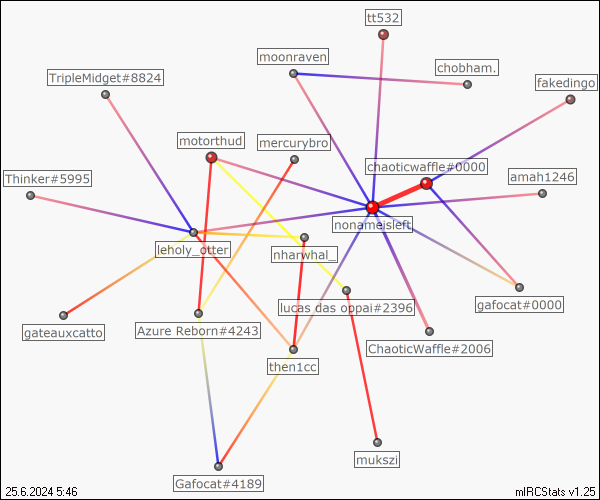 tt532
moonraven
chobham.
TripleMidget#8824
fakedingo
motorthud
mercurybro
chaoticwaffle#0000
Thinker#5995
amah1246
nonameisleft
leholy_otter
nharwhal_
gafocat#0000
lucas das oppai#2396
gateauxcatto
Azure Reborn#4243
ChaoticWaffle#2006
then1cc
mukszi
Gafocat#4189
25.6.2024 5:46
mIRCStats v1.25